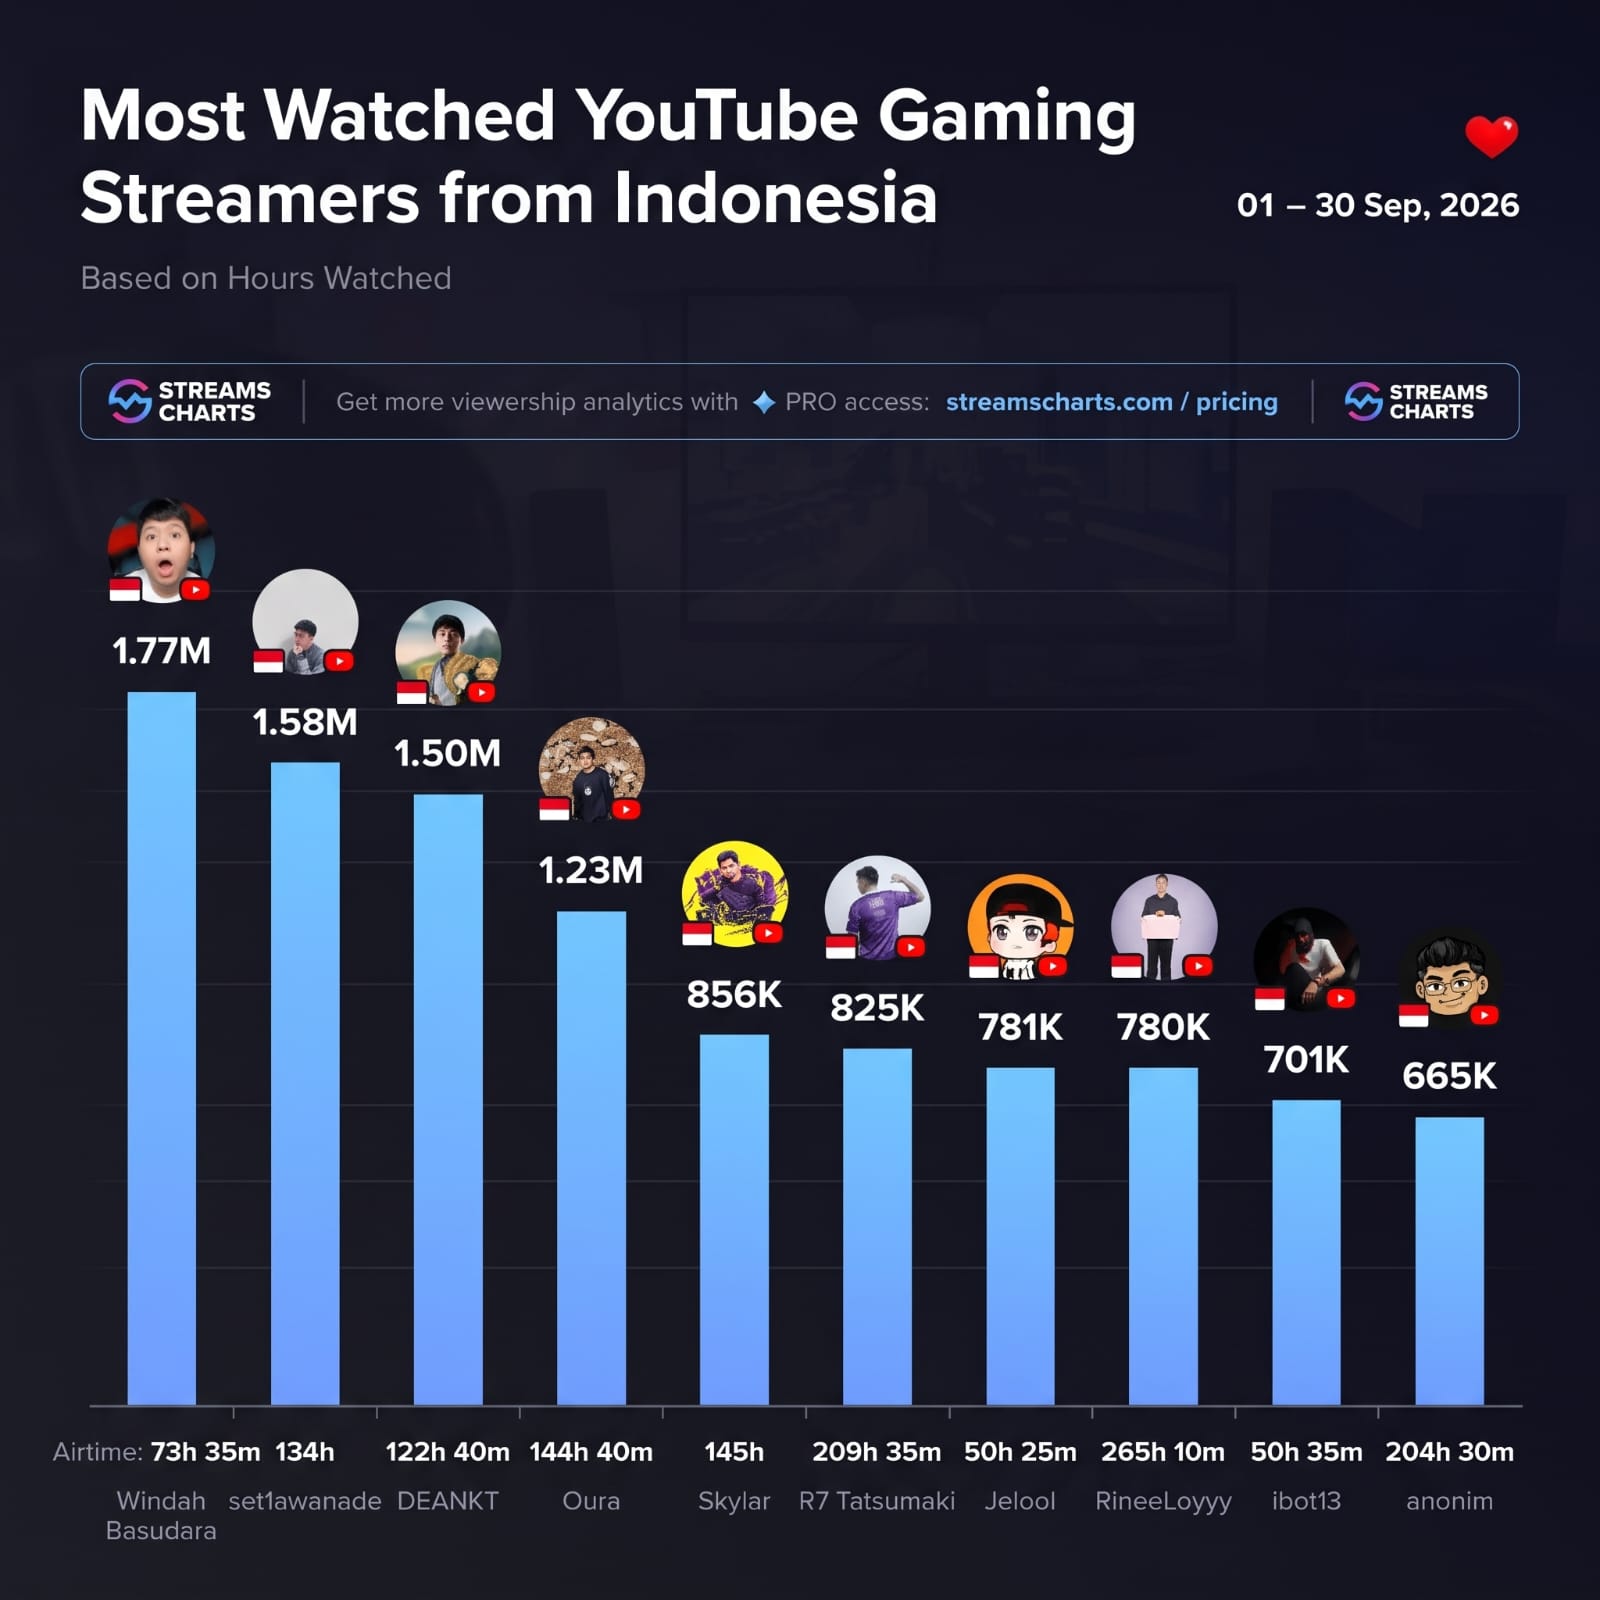 Most Watched YouTube Gaming
Streamers from Indonesia
01 – 30 Sep, 2026
Based on Hours Watched
STREAMS
CHARTS
Get more viewership analytics with PRO access: streamscharts.com / pricing
STREAMS
CHARTS
1.77M
1.58M
1.50M
1.23M
856K
825K
781K
780K
701K
665K
Airtime: 73h 35m 134h 122h 40m 144h 40m 145h 209h 35m 50h 25m 265h 10m 50h 35m 204h 30m
Windah Basudara
set1awanade
DEANKT
Oura
Skylar
R7 Tatsumaki
Jelool
RineeLoyyy
ibot13
anonim